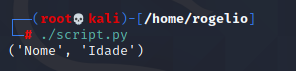 ┌──(root💀kali)-[/home/rogelio]
└─# ./script.py
('Nome', 'Idade')